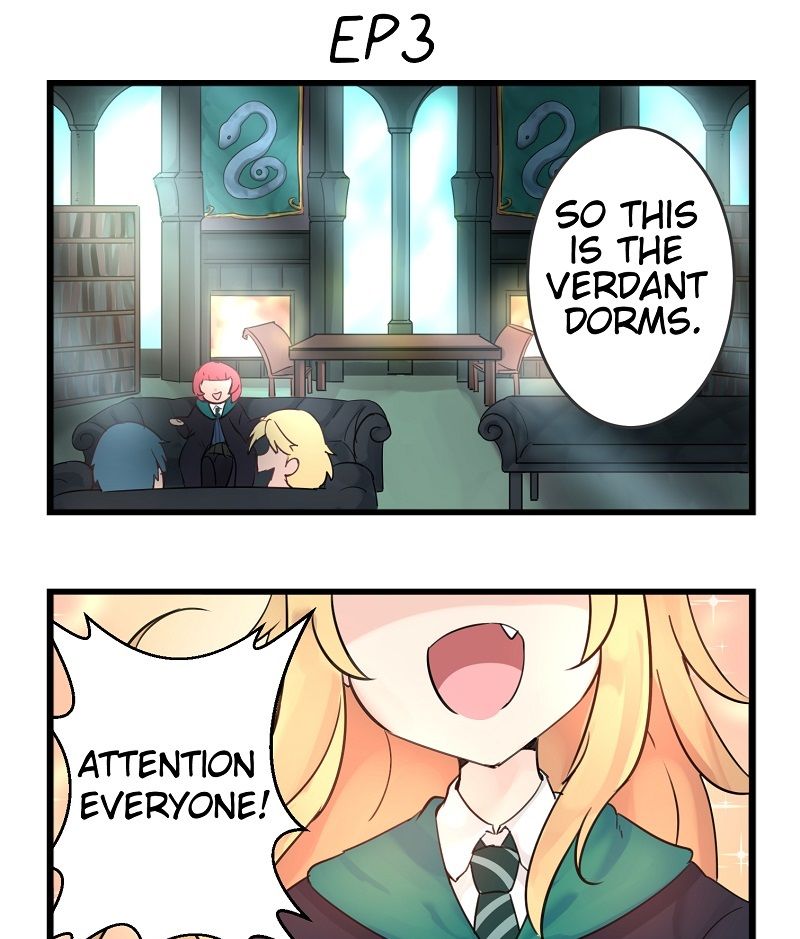 EP3
SO THIS
IS THE
VERDANT
DORMS.
ATTENTION
EVERYONE!